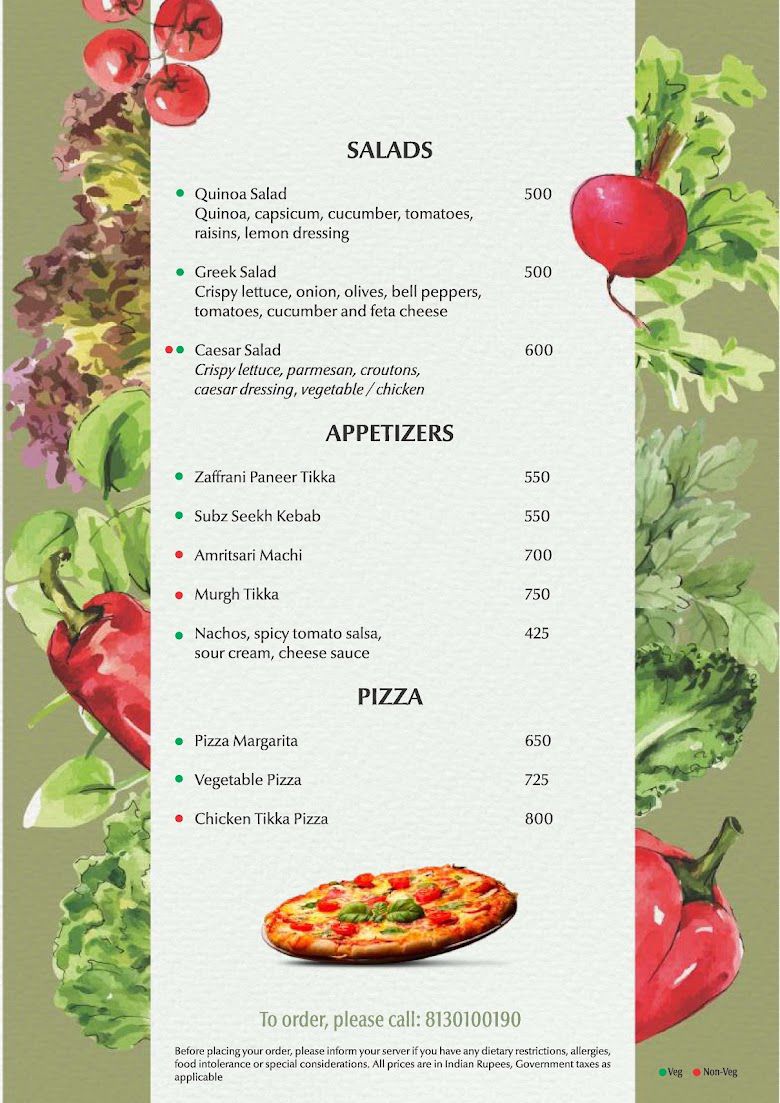 SALADS
Quinoa Salad 500
Quinoa, capsicum, cucumber, tomatoes,
raisins, lemon dressing
Greek Salad 500
Crispy lettuce, onion, olives, bell peppers,
tomatoes, cucumber and feta cheese
Caesar Salad 600
Crispy lettuce, parmesan, croutons,
caesar dressing, vegetable / chicken
APPETIZERS
Zaffrani Paneer Tikka 550
Subz Seekh Kebab 550
Amritsari Machi 700
Murgh Tikka 750
Nachos, spicy tomato salsa, 425
sour cream, cheese sauce
PIZZA
Pizza Margarita 650
Vegetable Pizza 725
Chicken Tikka Pizza 800
To order, please call: 8130100190
Before placing your order, please inform your server if you have any dietary restrictions, allergies,
food intolerance or special considerations. All prices are in Indian Rupees, Government taxes as
applicable
Veg Non-Veg